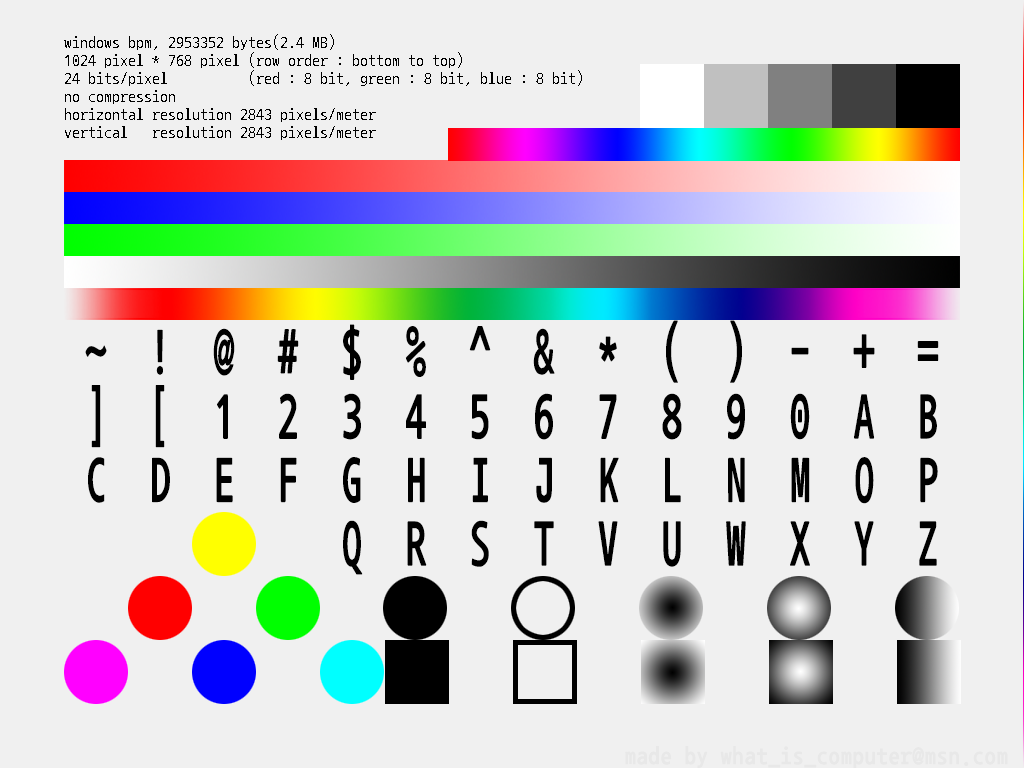 windows bpm, 2953352 bytes(2.4 MB)
1024 pixel * 768 pixel (row order : bottom to top)
24 bits/pixel (red : 8 bit, green : 8 bit, blue : 8 bit)
no compression
horizontal resolution 2843 pixels/meter
vertical resolution 2843 pixels/meter
~ ! @ # $ % ^ & * ( ) - + =
] [ 1 2 3 4 5 6 7 8 9 0 A B
C D E F G H I J K L N M O P
Q R S T V U W X Y Z
made by what_is_computer@msn.com